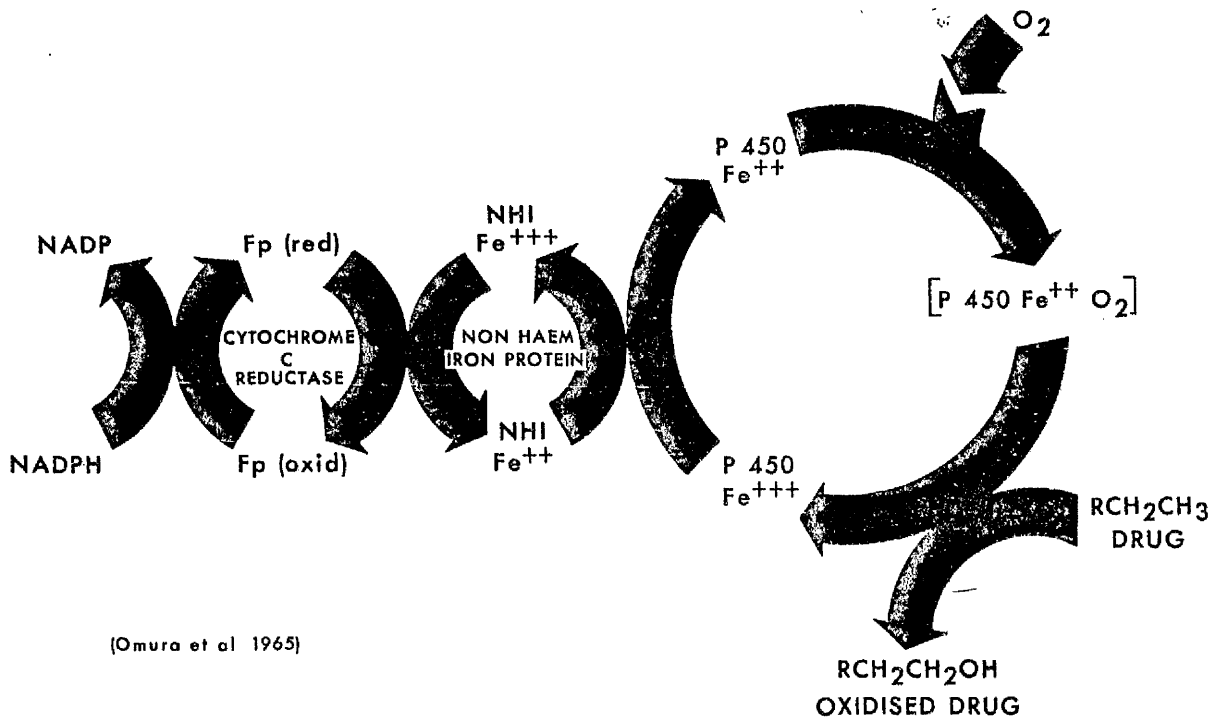 O2
P 450
Fe++
NADP
Fp (red)
NHI
Fe+++
[P 450 Fe++ O2]
CYTOCHROME
C
REDUCTASE
NON HAEM
IRON PROTEIN
NADPH
Fp (oxid)
NHI
Fe++
P 450
Fe+++
RCH2CH3
DRUG
(Omura et al 1965)
RCH2CH2OH
OXIDISED DRUG